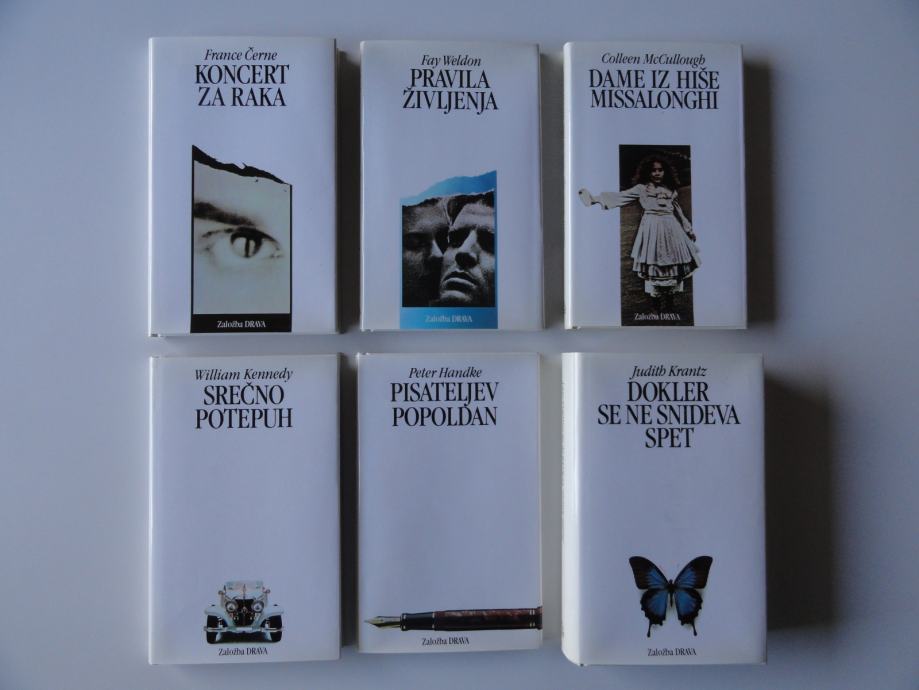 France Černe
KONCERT
ZA RAKA
Založba DRAVA
Fay Weldon
PRAVILA
ŽIVLJENJA
Založba DRAVA
Colleen McCullough
DAME IZ HIŠE
MISSALONGHI
Založba DRAVA
William Kennedy
SREČNO
POTEPUH
Založba DRAVA
Peter Handke
PISATELJEV
POPOLDAN
Založba DRAVA
Judith Krantz
DOKLER
SE NE SNIDEVA
SPET
Založba DRAVA